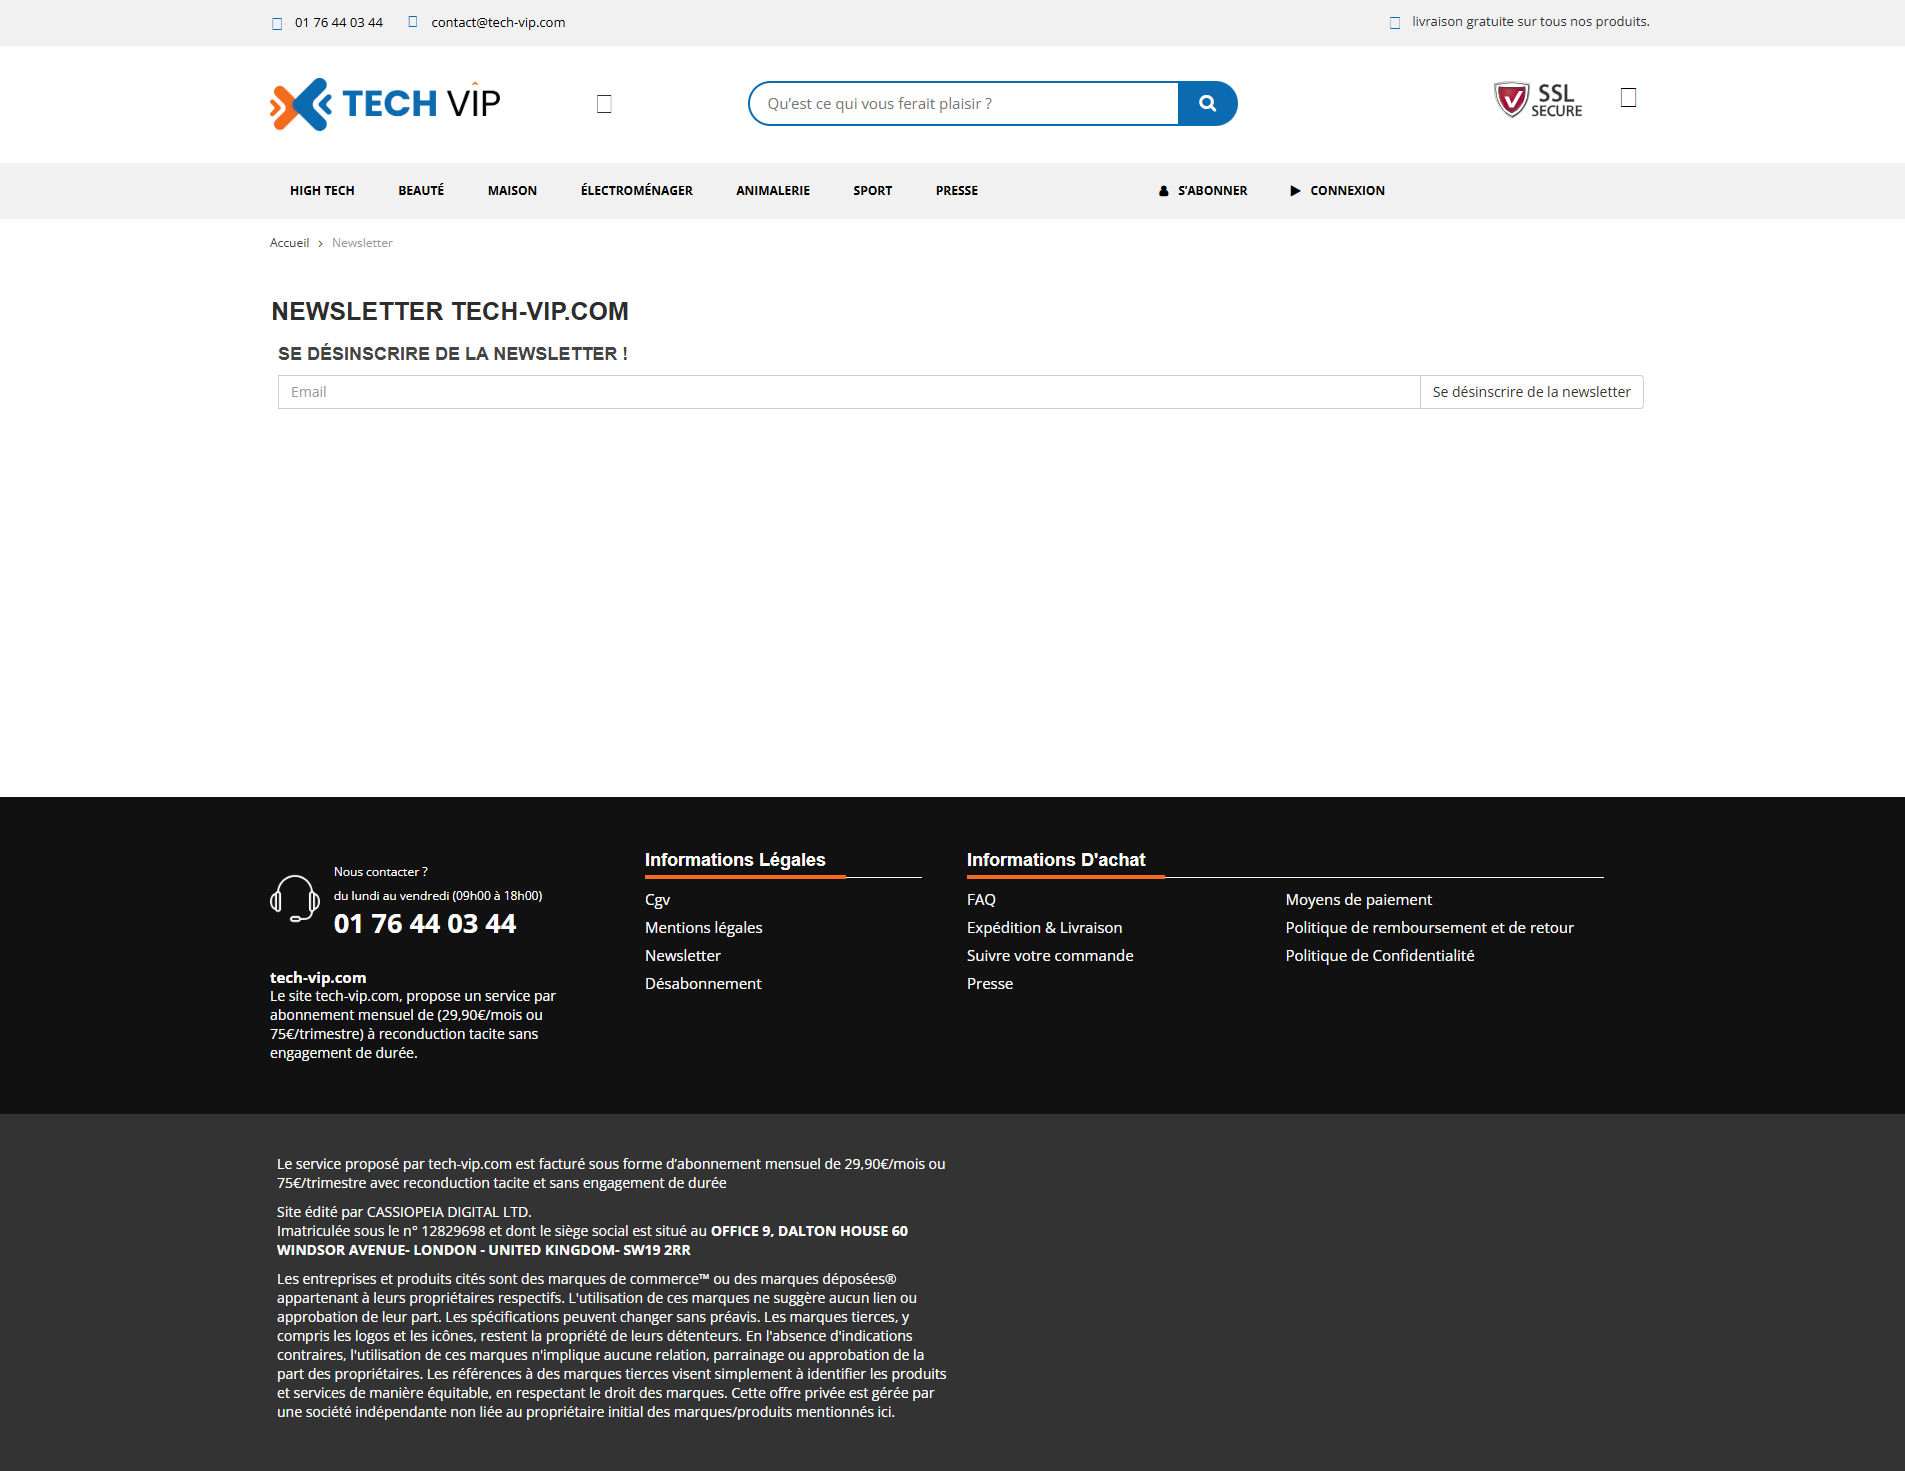 01 76 44 03 44 contact@tech-vip.com livraison gratuite sur tous nos produits.
TECH VIP
Qu'est ce qui vous ferait plaisir ?
SSL
SECURE
HIGH TECH BEAUTÉ MAISON ÉLECTROMÉNAGER ANIMALERIE SPORT PRESSE S'ABONNER CONNEXION
Accueil > Newsletter
NEWSLETTER TECH-VIP.COM
SE DÉSINSCRIRE DE LA NEWSLETTER !
Email Se désinscrire de la newsletter
Nous contacter ?
du lundi au vendredi (09h00 à 18h00)
01 76 44 03 44
tech-vip.com
Le site tech-vip.com, propose un service par
abonnement mensuel de (29,90€/mois ou
75€/trimestre) à reconduction tacite sans
engagement de durée.
Informations Légales
Cgv
Mentions légales
Newsletter
Désabonnement
Informations D'achat
FAQ
Expédition & Livraison
Suivre votre commande
Presse
Moyens de paiement
Politique de remboursement et de retour
Politique de Confidentialité
Le service proposé par tech-vip.com est facturé sous forme d'abonnement mensuel de 29,90€/mois ou
75€/trimestre avec reconduction tacite et sans engagement de durée
Site édité par CASSIOPEIA DIGITAL LTD.
Imatriculée sous le n° 12829698 et dont le siège social est situé au OFFICE 9, DALTON HOUSE 60
WINDSOR AVENUE- LONDON - UNITED KINGDOM- SW19 2RR
Les entreprises et produits cités sont des marques de commerce™ ou des marques déposées®
appartenant à leurs propriétaires respectifs. L'utilisation de ces marques ne suggère aucun lien ou
approbation de leur part. Les spécifications peuvent changer sans préavis. Les marques tierces, y
compris les logos et les icônes, restent la propriété de leurs détenteurs. En l'absence d'indications
contraires, l'utilisation de ces marques n'implique aucune relation, parrainage ou approbation de la
part des propriétaires. Les références à des marques tierces visent simplement à identifier les produits
et services de manière équitable, en respectant le droit des marques. Cette offre privée est gérée par
une société indépendante non liée au propriétaire initial des marques/produits mentionnés ici.